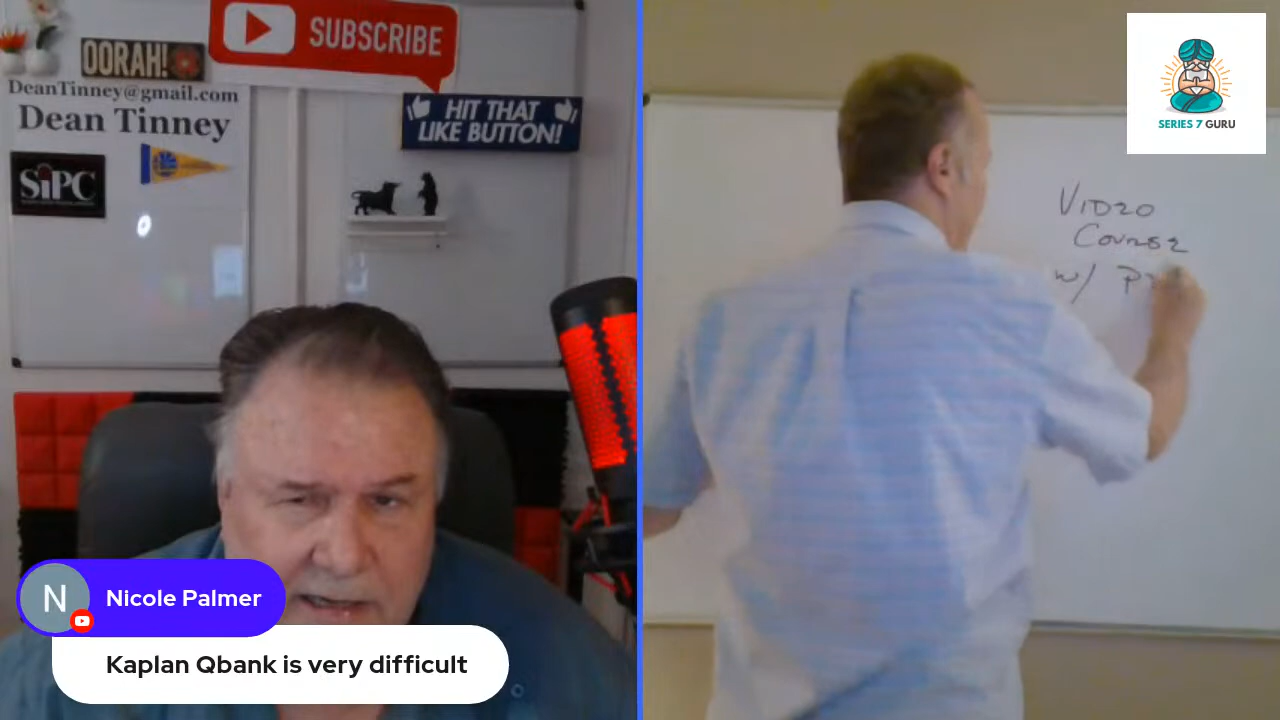 OORAH!
SUBSCRIBE
DeanTinney@gmail.com
Dean Tinney
HIT THAT
LIKE BUTTON!
SiPC
N
Nicole Palmer
Kaplan Qbank is very difficult
SERIES 7 GURU
VIDEO
COURSE
w/